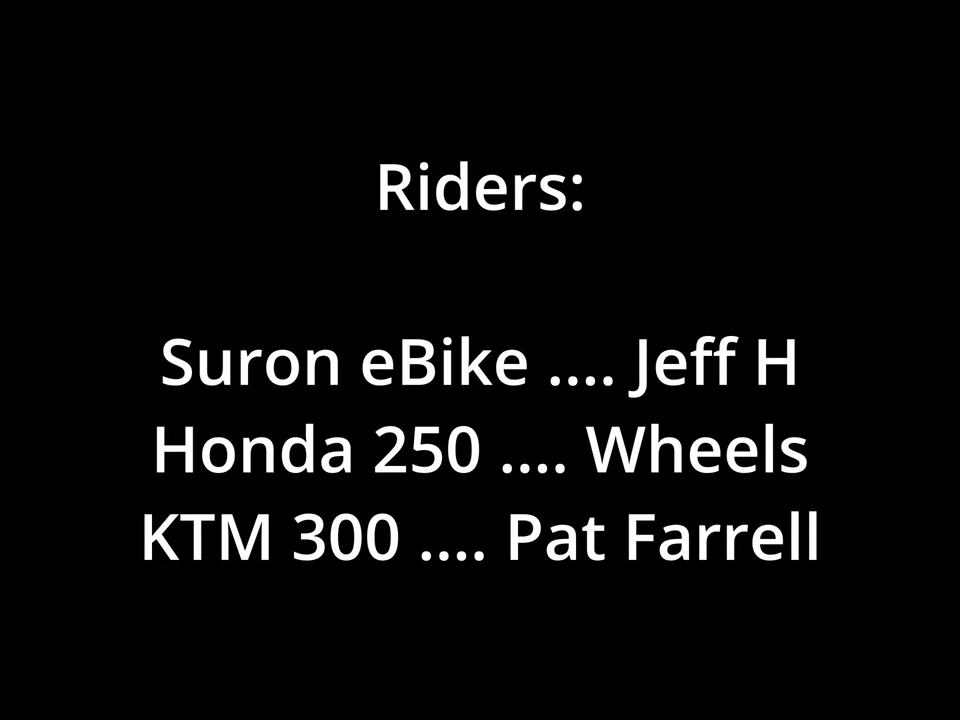 Riders:
Suron eBike .... Jeff H
Honda 250 .... Wheels
KTM 300 .... Pat Farrell